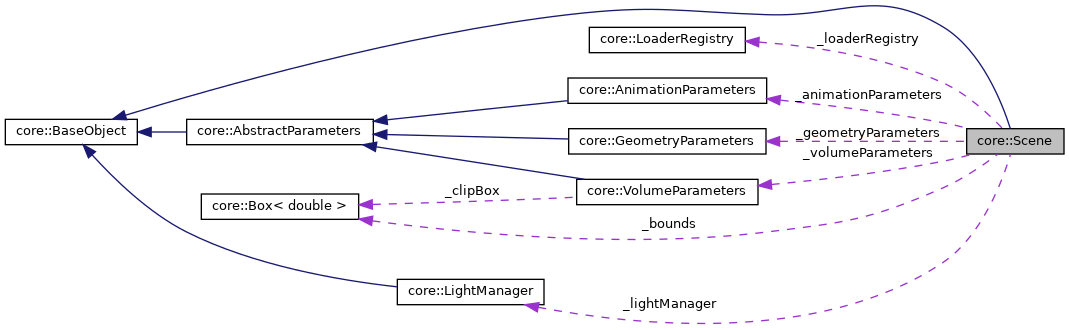 _loaderRegistry
core::LoaderRegistry
core::AnimationParameters
_animationParameters
core::BaseObject
core::AbstractParameters
core::GeometryParameters
_geometryParameters
core::Scene
_volumeParameters
core::VolumeParameters
_clipBox
core::Box< double >
_bounds
core::LightManager
_lightManager